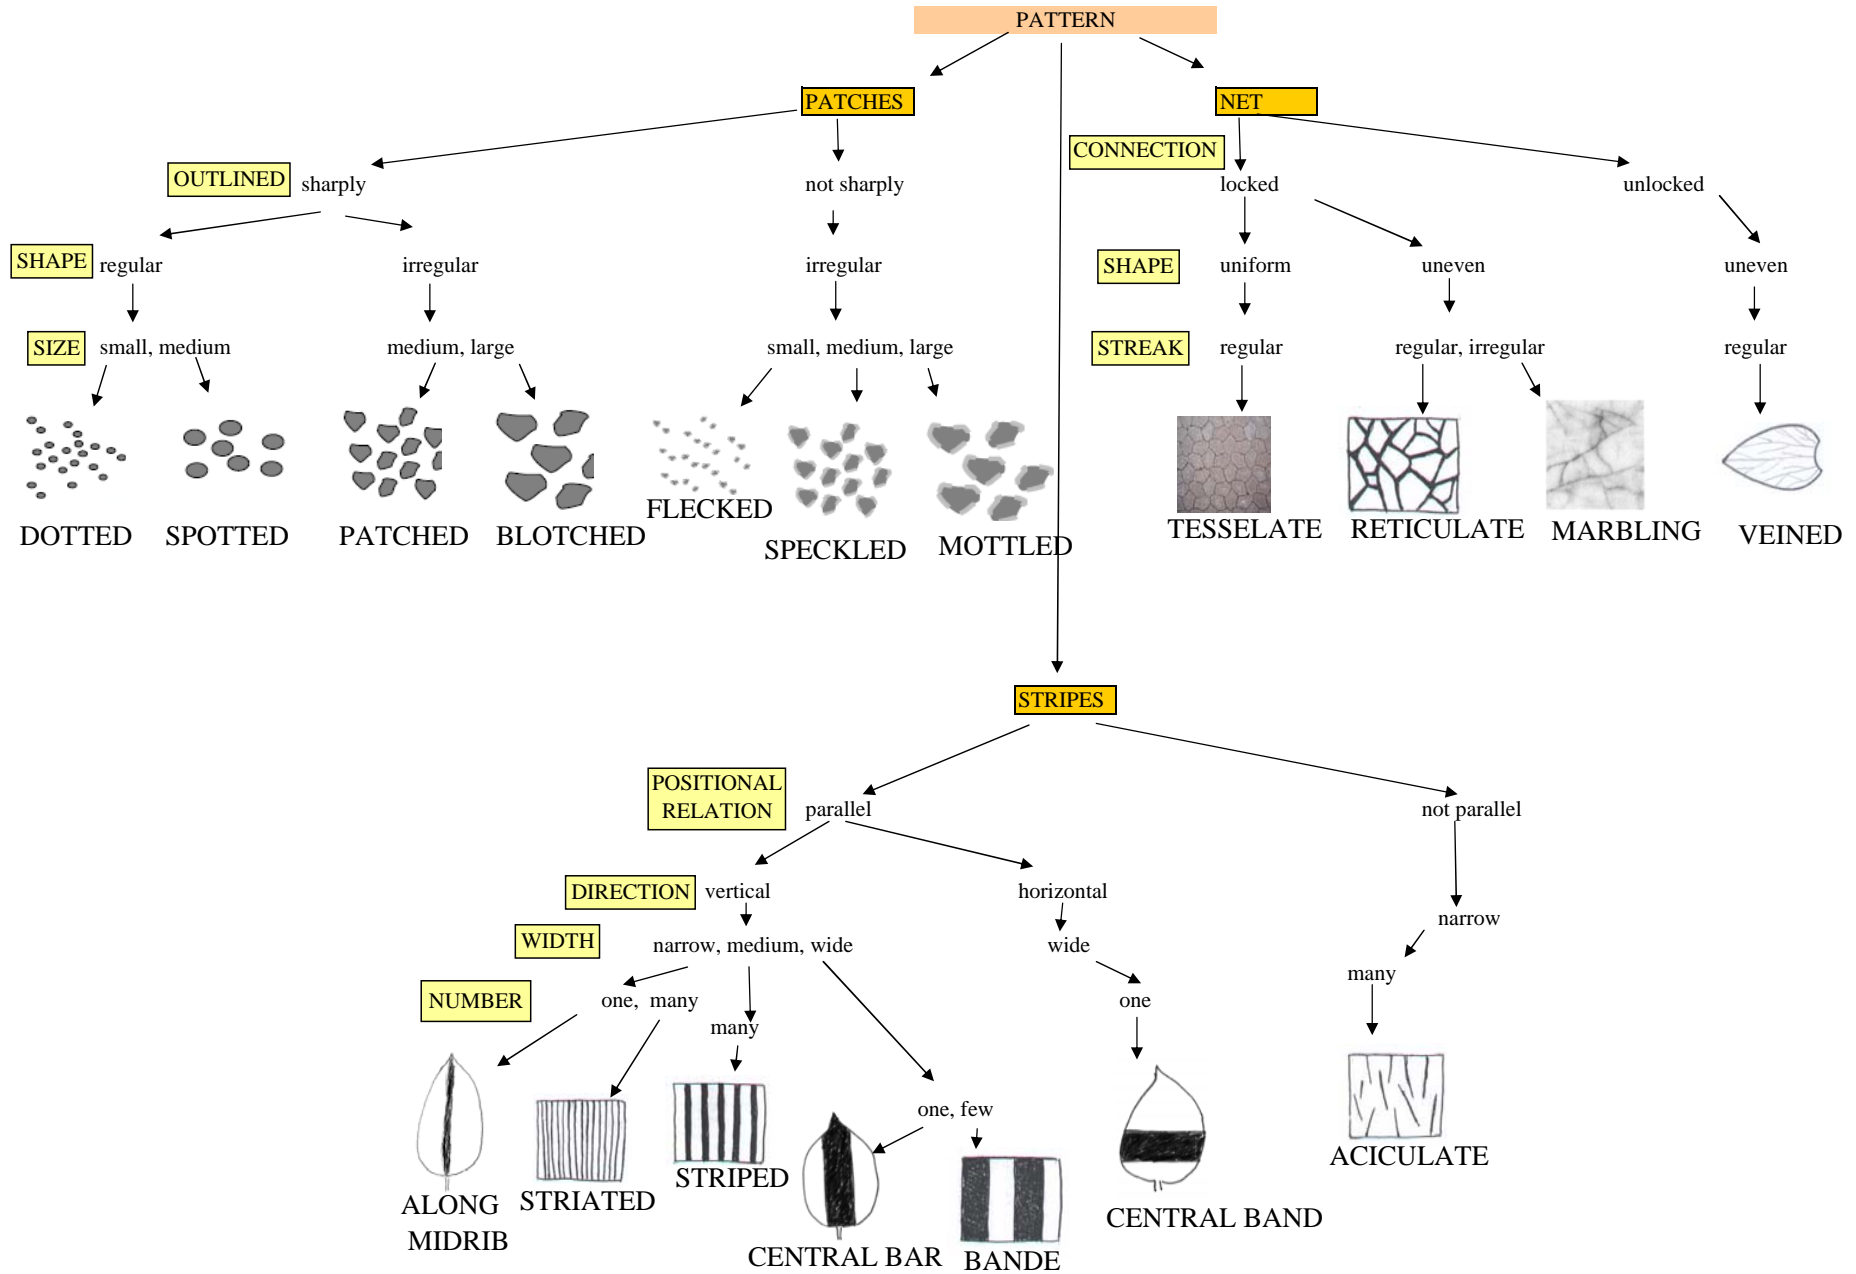 PATTERN
PATCHES
NET
CONNECTION
OUTLINED
sharply
not sharply
locked
unlocked
SHAPE
regular
irregular
irregular
SHAPE
uniform
uneven
uneven
SIZE
small, medium
medium, large
small, medium, large
STREAK
regular
regular, irregular
regular
DOTTED
SPOTTED
PATCHED
BLOTCHED
FLECKED
SPECKLED
MOTTLED
TESSELATE
RETICULATE
MARBLING
VEINED
STRIPES
POSITIONAL
RELATION
parallel
not parallel
DIRECTION
vertical
horizontal
WIDTH
narrow, medium, wide
wide
narrow
NUMBER
one, many
many
one
many
one, few
ALONG
MIDRIB
STRIATED
STRIPED
CENTRAL BAR
BANDE
CENTRAL BAND
ACICULATE